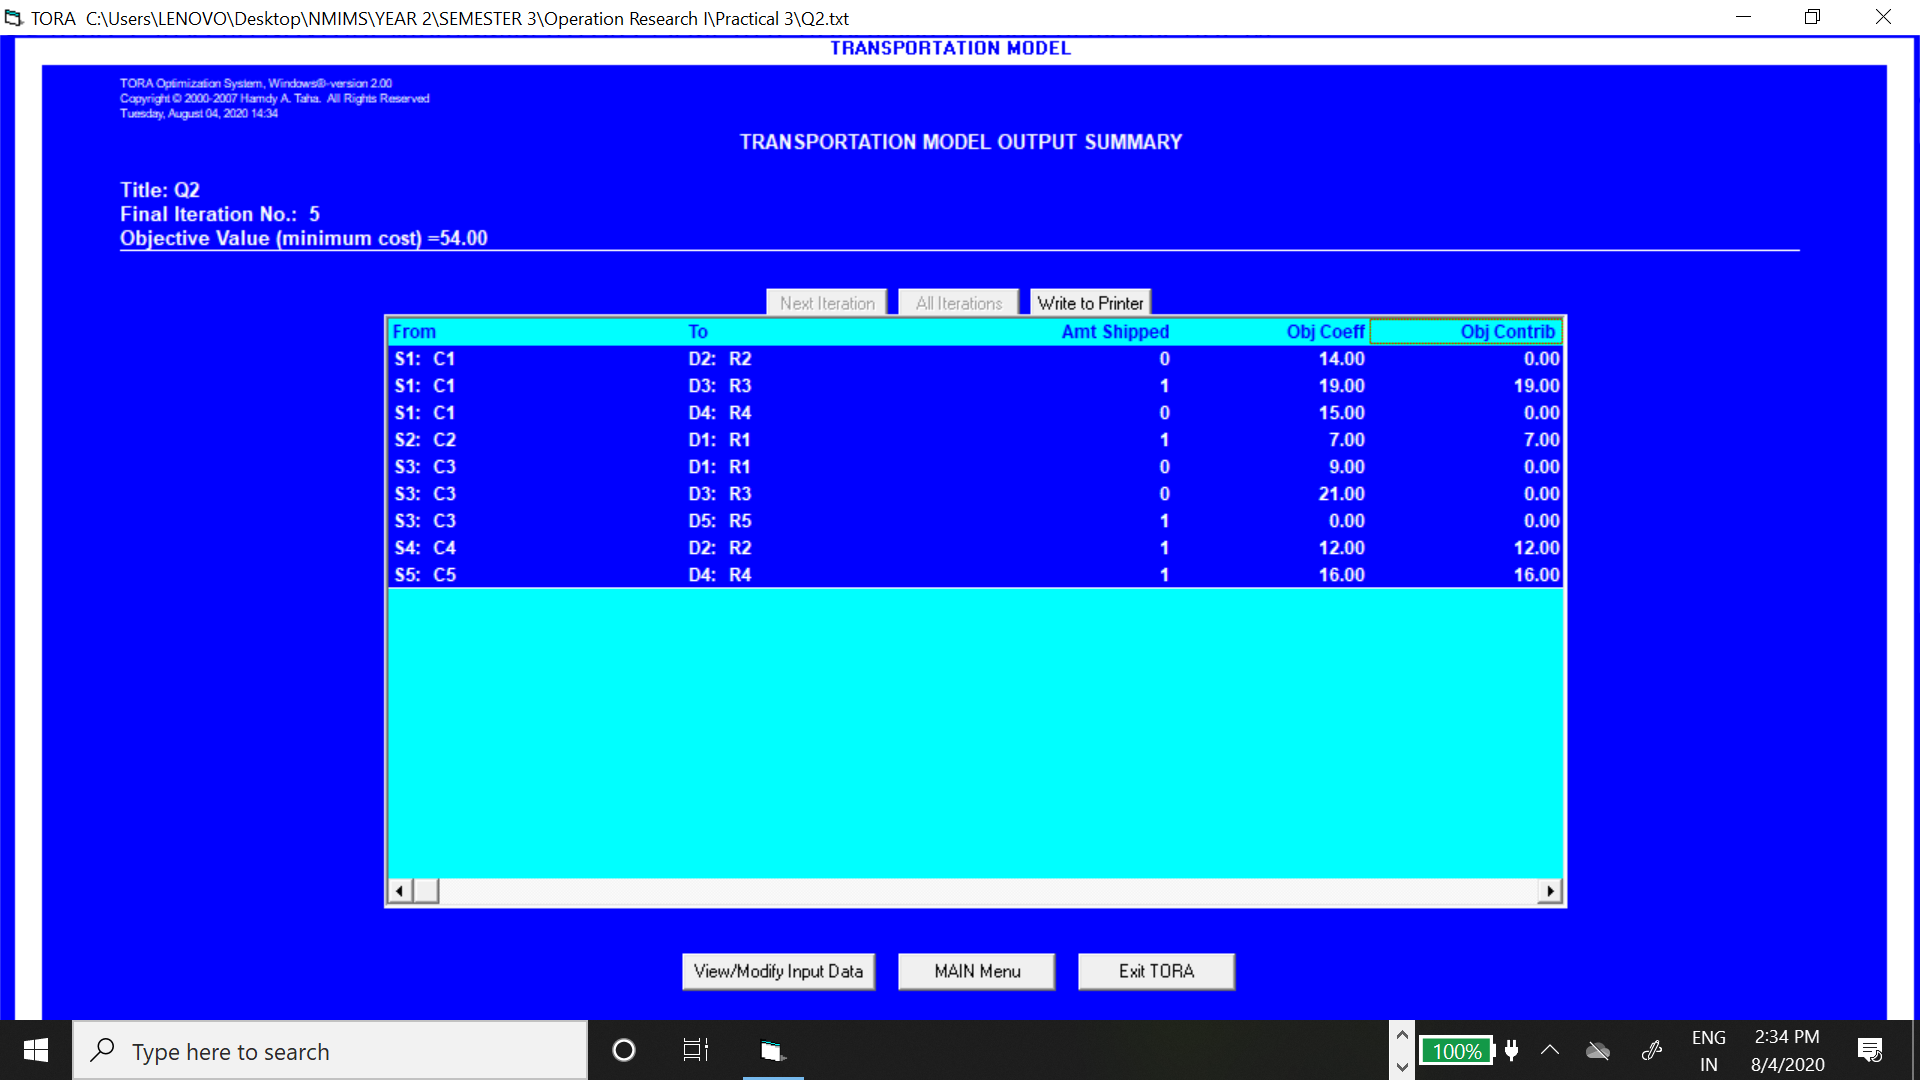 TORA C:\Users\LENOVO\Desktop\NMIMS\YEAR 2\SEMESTER 3\Operation Research I\Practical 3\Q2.txt
TRANSPORTATION MODEL
TORA Optimization System, Windows®-version 2.00
Copyright © 2000-2007 Hamdy A. Taha. All Rights Reserved
Tuesday, August 04, 2020 14:34
TRANSPORTATION MODEL OUTPUT SUMMARY
Title: Q2
Final Iteration No.: 5
Objective Value (minimum cost) =54.00
Next Iteration All Iterations Write to Printer
From To Amt Shipped Obj Coeff Obj Contrib
S1: C1 D2: R2 0 14.00 0.00
S1: C1 D3: R3 1 19.00 19.00
S1: C1 D4: R4 0 15.00 0.00
S2: C2 D1: R1 1 7.00 7.00
S3: C3 D1: R1 0 9.00 0.00
S3: C3 D3: R3 0 21.00 0.00
S3: C3 D5: R5 1 0.00 0.00
S4: C4 D2: R2 1 12.00 12.00
S5: C5 D4: R4 1 16.00 16.00
View/Modify Input Data MAIN Menu Exit TORA
Type here to search
100%
ENG
IN
2:34 PM
8/4/2020